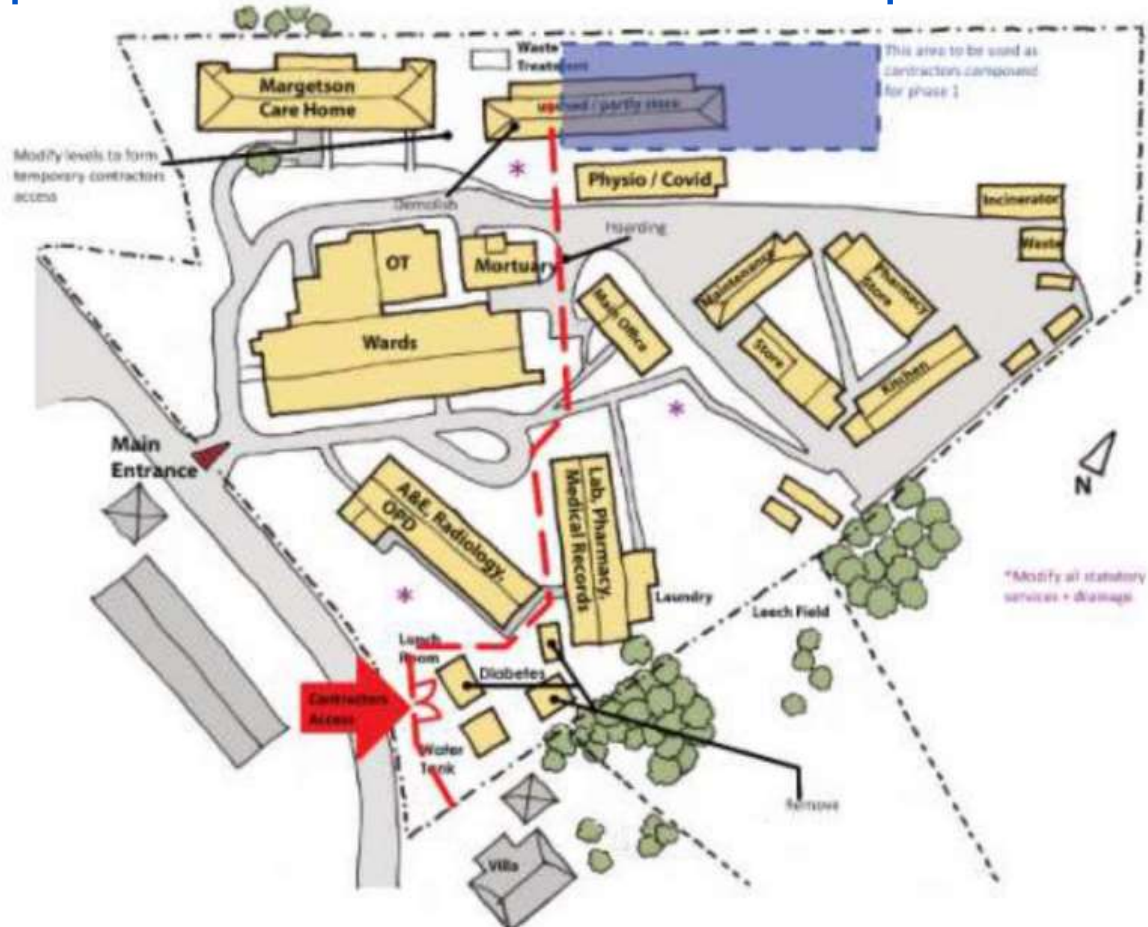 Waste
Treatment
This area to be used as
contractors compound
for phase 1
Margetson
Care Home
unused / partly store
Modify levels to form
temporary contractors
access
Physio / Covid
Demolish
Incinerator
Hoarding
Waste
OT
Mortuary
Maintenance
Pharmacy
Store
Main Office
Wards
Store
Kitchen
Main
Entrance
N
A&E, Radiology,
OPD
Lab, Pharmacy,
Medical Records
*Modify all statutory
services + drainage
Laundry
Leech Field
Lunch
Room
Diabetes
Contractors
Access
Water
Tank
Remove
Villa